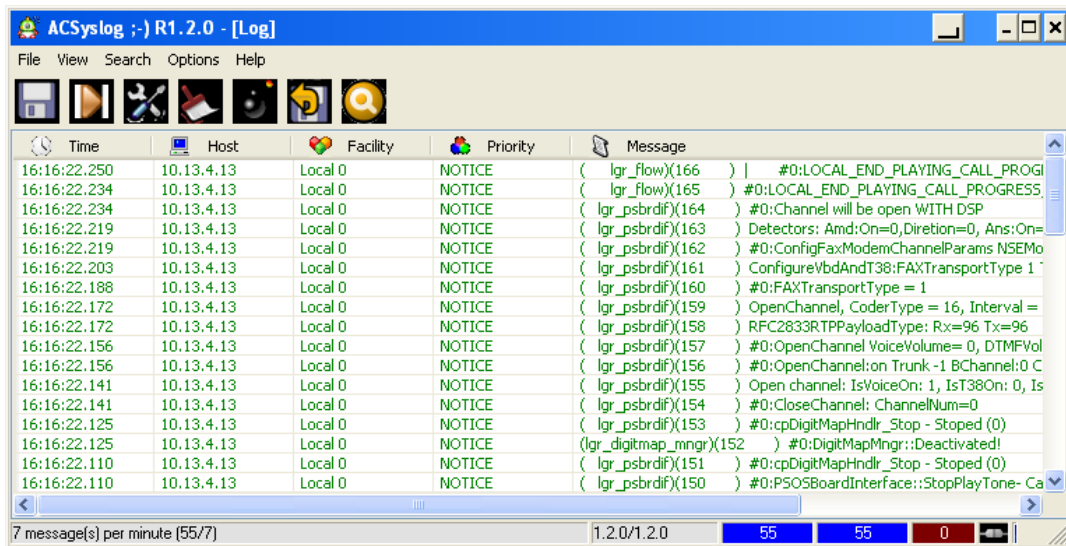 ACSyslog ;-) R1.2.0 - [Log]
File View Search Options Help
Time Host Facility Priority Message
16:16:22.250 10.13.4.13 Local 0 NOTICE ( lgr_flow)(166 ) | #0:LOCAL_END_PLAYING_CALL_PROGI
16:16:22.234 10.13.4.13 Local 0 NOTICE ( lgr_flow)(165 ) #0:LOCAL_END_PLAYING_CALL_PROGRESS_
16:16:22.234 10.13.4.13 Local 0 NOTICE ( lgr_psbrdif)(164 ) #0:Channel will be open WITH DSP
16:16:22.219 10.13.4.13 Local 0 NOTICE ( lgr_psbrdif)(163 ) Detectors: Amd:On=0,Diretion=0, Ans:On=
16:16:22.219 10.13.4.13 Local 0 NOTICE ( lgr_psbrdif)(162 ) #0:ConfigFaxModemChannelParams NSEMo
16:16:22.203 10.13.4.13 Local 0 NOTICE ( lgr_psbrdif)(161 ) ConfigureVbdAndT38:FAXTransportType 1
16:16:22.188 10.13.4.13 Local 0 NOTICE ( lgr_psbrdif)(160 ) #0:FAXTransportType = 1
16:16:22.172 10.13.4.13 Local 0 NOTICE ( lgr_psbrdif)(159 ) OpenChannel, CoderType = 16, Interval =
16:16:22.172 10.13.4.13 Local 0 NOTICE ( lgr_psbrdif)(158 ) RFC2833RTPPayloadType: Rx=96 Tx=96
16:16:22.156 10.13.4.13 Local 0 NOTICE ( lgr_psbrdif)(157 ) #0:OpenChannel VoiceVolume= 0, DTMFVol
16:16:22.156 10.13.4.13 Local 0 NOTICE ( lgr_psbrdif)(156 ) #0:OpenChannel:on Trunk -1 BChannel:0 C
16:16:22.141 10.13.4.13 Local 0 NOTICE ( lgr_psbrdif)(155 ) Open channel: IsVoiceOn: 1, IsT38On: 0, Is
16:16:22.141 10.13.4.13 Local 0 NOTICE ( lgr_psbrdif)(154 ) #0:CloseChannel: ChannelNum=0
16:16:22.125 10.13.4.13 Local 0 NOTICE ( lgr_psbrdif)(153 ) #0:cpDigitMapHndlr_Stop - Stoped (0)
16:16:22.125 10.13.4.13 Local 0 NOTICE (lgr_digitmap_mngr)(152 ) #0:DigitMapMngr::Deactivated!
16:16:22.110 10.13.4.13 Local 0 NOTICE ( lgr_psbrdif)(151 ) #0:cpDigitMapHndlr_Stop - Stoped (0)
16:16:22.110 10.13.4.13 Local 0 NOTICE ( lgr_psbrdif)(150 ) #0:PSOSBoardInterface::StopPlayTone- Ca
7 message(s) per minute (55/7) 1.2.0/1.2.0 55 55 0